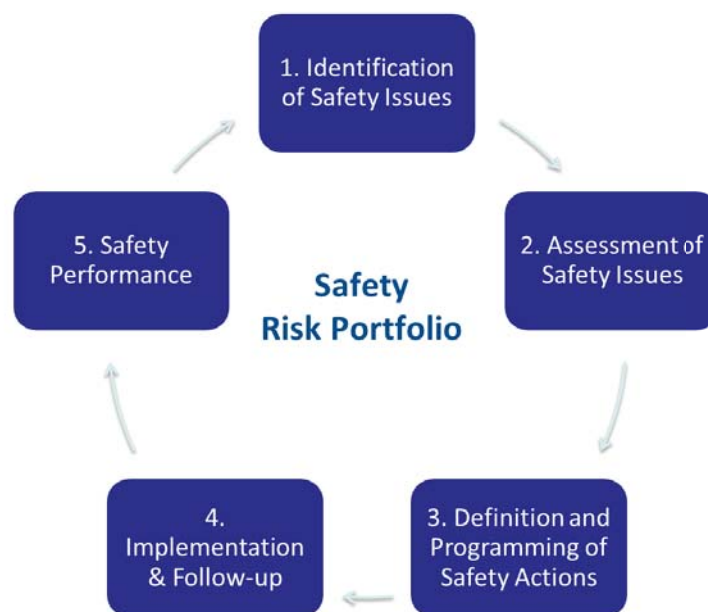 1. Identification
of Safety Issues
2. Assessment of
Safety Issues
3. Definition and
Programming of
Safety Actions
4.
Implementation
& Follow-up
5. Safety
Performance
Safety
Risk Portfolio